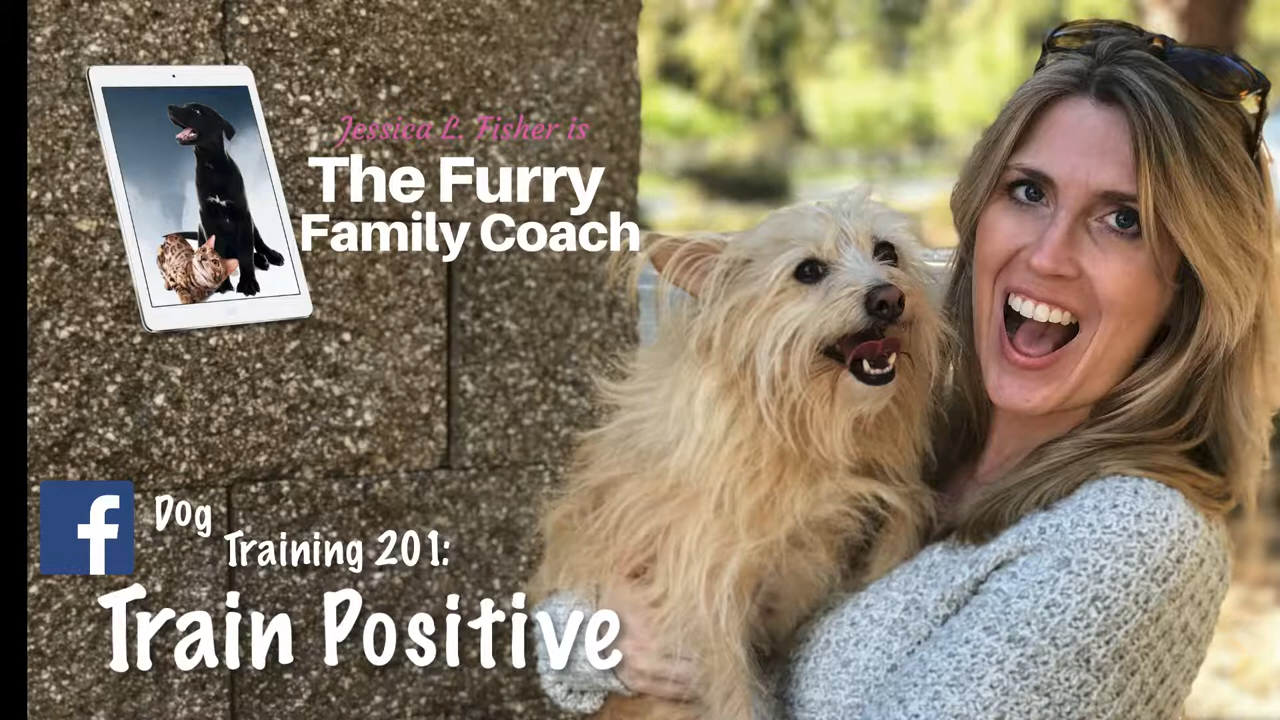 Jessica L. Fisher is
The Furry
Family Coach
f
Dog
Training 201:
Train Positive